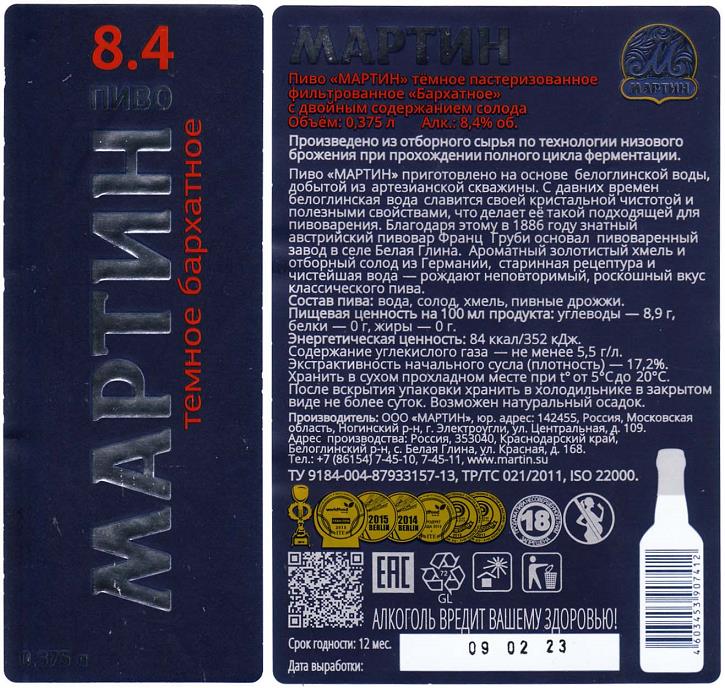 8.4
ПИВО
МАРТИН
темное бархатное
0,375 л
МАРТИН
МАРТИН
Пиво «МАРТИН» тёмное пастеризованное
фильтрованное «Бархатное»
с двойным содержанием солода
Объём: 0,375 л Алк.: 8,4% об.
Произведено из отборного сырья по технологии низового
брожения при прохождении полного цикла ферментации.
Пиво «МАРТИН» приготовлено на основе белоглинской воды,
добытой из артезианской скважины. С давних времен
белоглинская вода славится своей кристальной чистотой и
полезными свойствами, что делает её такой подходящей для
пивоварения. Благодаря этому в 1886 году знатный
австрийский пивовар Франц Груби основал пивоваренный
завод в селе Белая Глина. Ароматный золотистый хмель и
отборный солод из Германии, старинная рецептура и
чистейшая вода — рождают неповторимый, роскошный вкус
классического пива.
Состав пива: вода, солод, хмель, пивные дрожжи.
Пищевая ценность на 100 мл продукта: углеводы — 8,9 г,
белки — 0 г, жиры — 0 г.
Энергетическая ценность: 84 ккал/352 кДж.
Содержание углекислого газа — не менее 5,5 г/л.
Экстрактивность начального сусла (плотность) — 17,2%.
Хранить в сухом прохладном месте при t° от 5°С до 20°С.
После вскрытия упаковки хранить в холодильнике в закрытом
виде не более суток. Возможен натуральный осадок.
Производитель: ООО «МАРТИН», юр. адрес: 142455, Россия, Московская
область, Ногинский р-н, г. Электроугли, ул. Центральная, д. 109.
Адрес производства: Россия, 353040, Краснодарский край,
Белоглинский р-н, с. Белая Глина, ул. Красная, д. 168.
Тел.: +7 (86154) 7-45-10, 7-45-11, www.martin.su
ТУ 9184-004-87933157-13, ТР/ТС 021/2011, ISO 22000.
2015
BERLIN
2014
BERLIN
18
EAC
72
GL
АЛКОГОЛЬ ВРЕДИТ ВАШЕМУ ЗДОРОВЬЮ!
Срок годности: 12 мес.
Дата выработки:
09 02 23
4 603453 907412